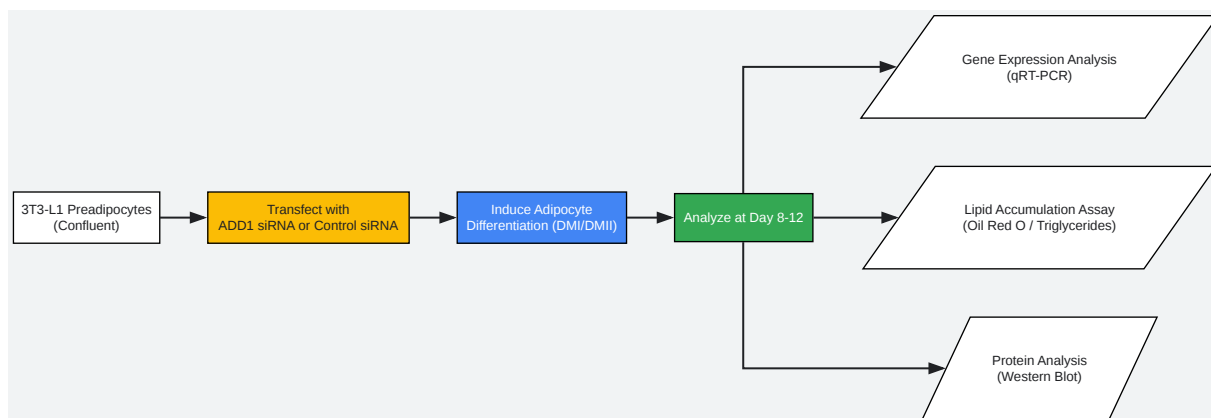 3T3-L1 Preadipocytes
(Confluent)
Transfect with
ADD1 siRNA or Control siRNA
Induce Adipocyte
Differentiation (DMI/DMII)
Analyze at Day 8-12
Gene Expression Analysis
(qRT-PCR)
Lipid Accumulation Assay
(Oil Red O / Triglycerides)
Protein Analysis
(Western Blot)